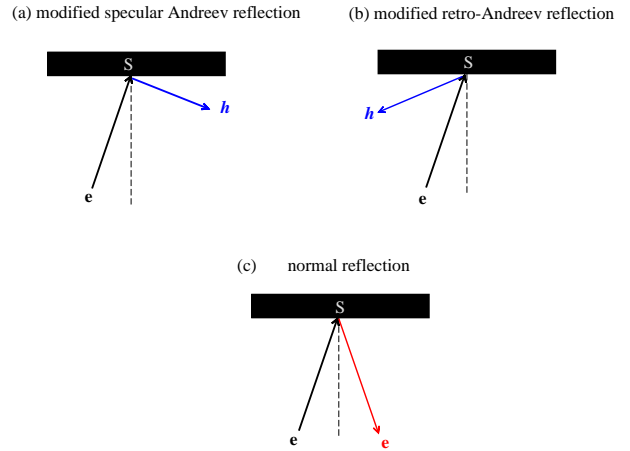 (a) modified specular Andreev reflection
(b) modified retro-Andreev reflection
S
S
h
h
e
e
(c) normal reflection
S
e
e